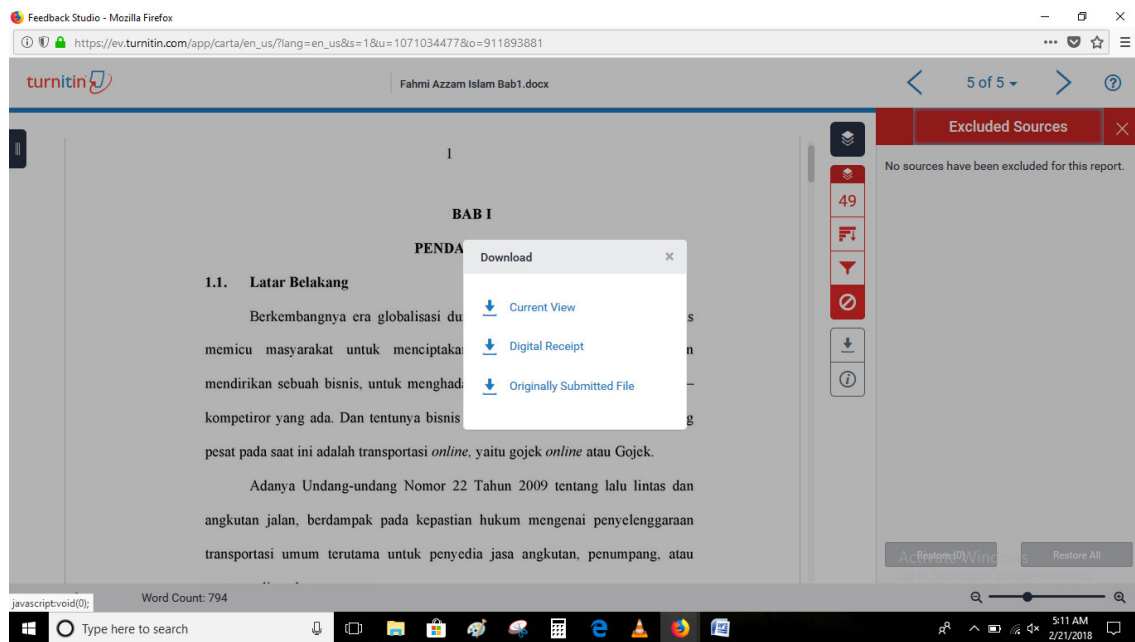 Feedback Studio - Mozilla Firefox
https://ev.turnitin.com/app/carta/en_us/?lang=en_us&s=1&u=1071034477&o=911893881
turnitin
Fahmi Azzam Islam Bab1.docx
5 of 5
Excluded Sources
No sources have been excluded for this report.
49
1
BAB I
PENDA
1.1. Latar Belakang
Berkembangnya era globalisasi du s
memicu masyarakat untuk menciptaka n
mendirikan sebuah bisnis, untuk menghada –
kompetiror yang ada. Dan tentunya bisnis g
pesat pada saat ini adalah transportasi online, yaitu gojek online atau Gojek.
Adanya Undang-undang Nomor 22 Tahun 2009 tentang lalu lintas dan
angkutan jalan, berdampak pada kepastian hukum mengenai penyelenggaraan
transportasi umum terutama untuk penyedia jasa angkutan, penumpang, atau
Download
Current View
Digital Receipt
Originally Submitted File
Restore (0)
Restore All
Activate Windows
javascript:void(0);
Word Count: 794
Type here to search
5:11 AM
2/21/2018